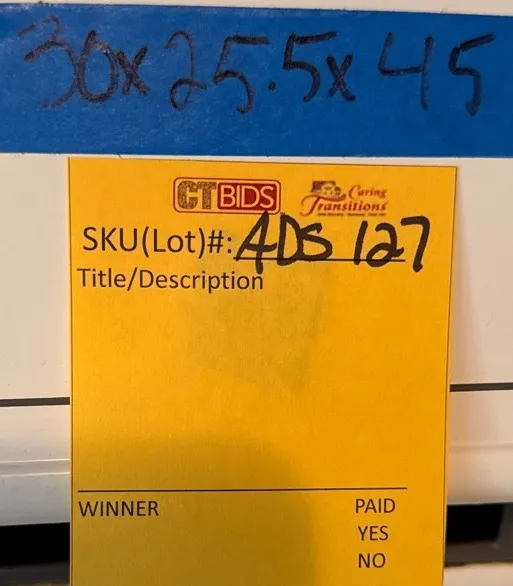 30x25.5x45
CTBIDS
Caring
Transitions
SKU(Lot)#: ADS 127
Title/Description
WINNER
PAID
YES
NO